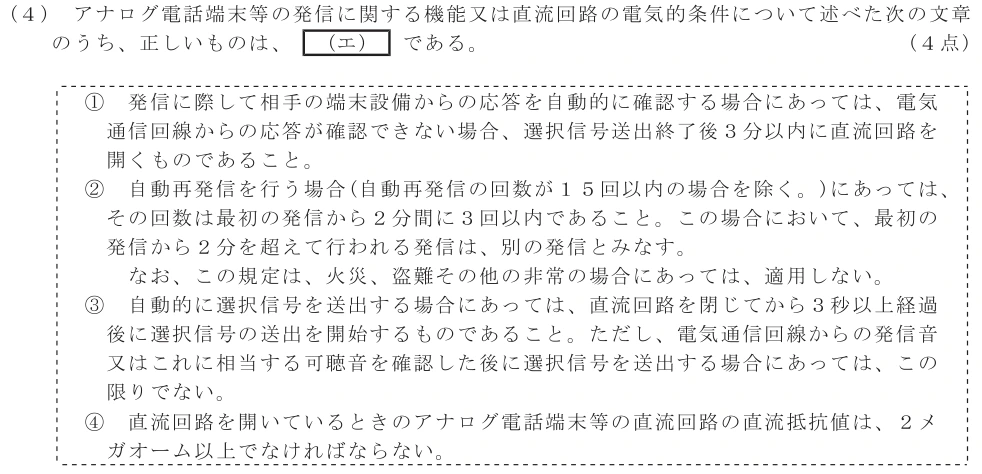 （４） アナログ電話端末等の発信に関する機能又は直流回路の電気的条件について述べた次の文章
のうち、正しいものは、 （エ） である。 （４点）
① 発信に際して相手の端末設備からの応答を自動的に確認する場合にあっては、電気
通信回線からの応答が確認できない場合、選択信号送出終了後３分以内に直流回路を
開くものであること。
② 自動再発信を行う場合(自動再発信の回数が１５回以内の場合を除く。)にあっては、
その回数は最初の発信から２分間に３回以内であること。この場合において、最初の
発信から２分を超えて行われる発信は、別の発信とみなす。
なお、この規定は、火災、盗難その他の非常の場合にあっては、適用しない。
③ 自動的に選択信号を送出する場合にあっては、直流回路を閉じてから３秒以上経過
後に選択信号の送出を開始するものであること。ただし、電気通信回線からの発信音
又はこれに相当する可聴音を確認した後に選択信号を送出する場合にあっては、この
限りでない。
④ 直流回路を開いているときのアナログ電話端末等の直流回路の直流抵抗値は、２メ
ガオーム以上でなければならない。